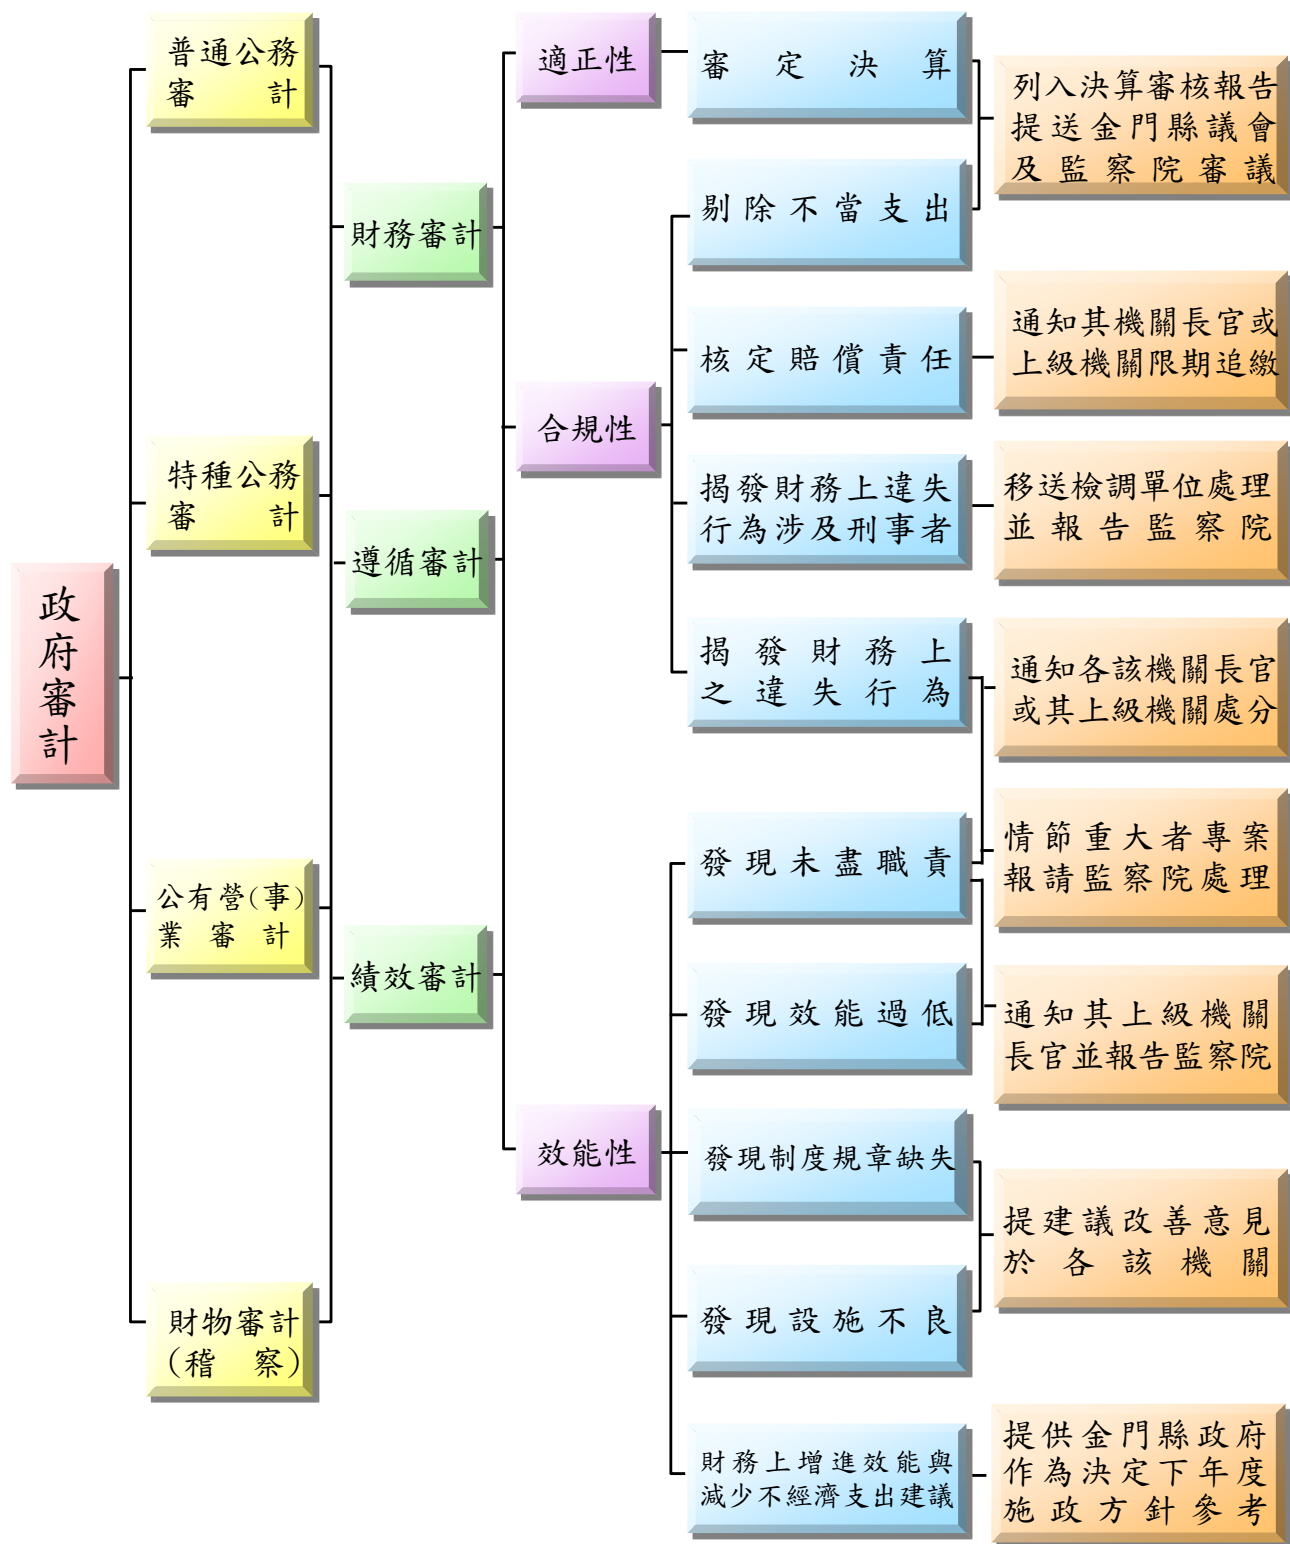 政
府
審
計
普通公務
審計
特種公務
審計
公有營(事)
業審計
財物審計
(稽察)
財務審計
遵循審計
績效審計
適正性
合規性
效能性
審定決算
剔除不當支出
核定賠償責任
揭發財務上違失
行為涉及刑事者
揭發財務上
之違失行為
發現未盡職責
發現效能過低
發現制度規章缺失
發現設施不良
財務上增進效能與
減少不經濟支出建議
列入決算審核報告
提送金門縣議會
及監察院審議
通知其機關長官或
上級機關限期追繳
移送檢調單位處理
並報告監察院
通知各該機關長官
或其上級機關處分
情節重大者專案
報請監察院處理
通知其上級機關
長官並報告監察院
提建議改善意見
於各該機關
提供金門縣政府
作為決定下年度
施政方針參考